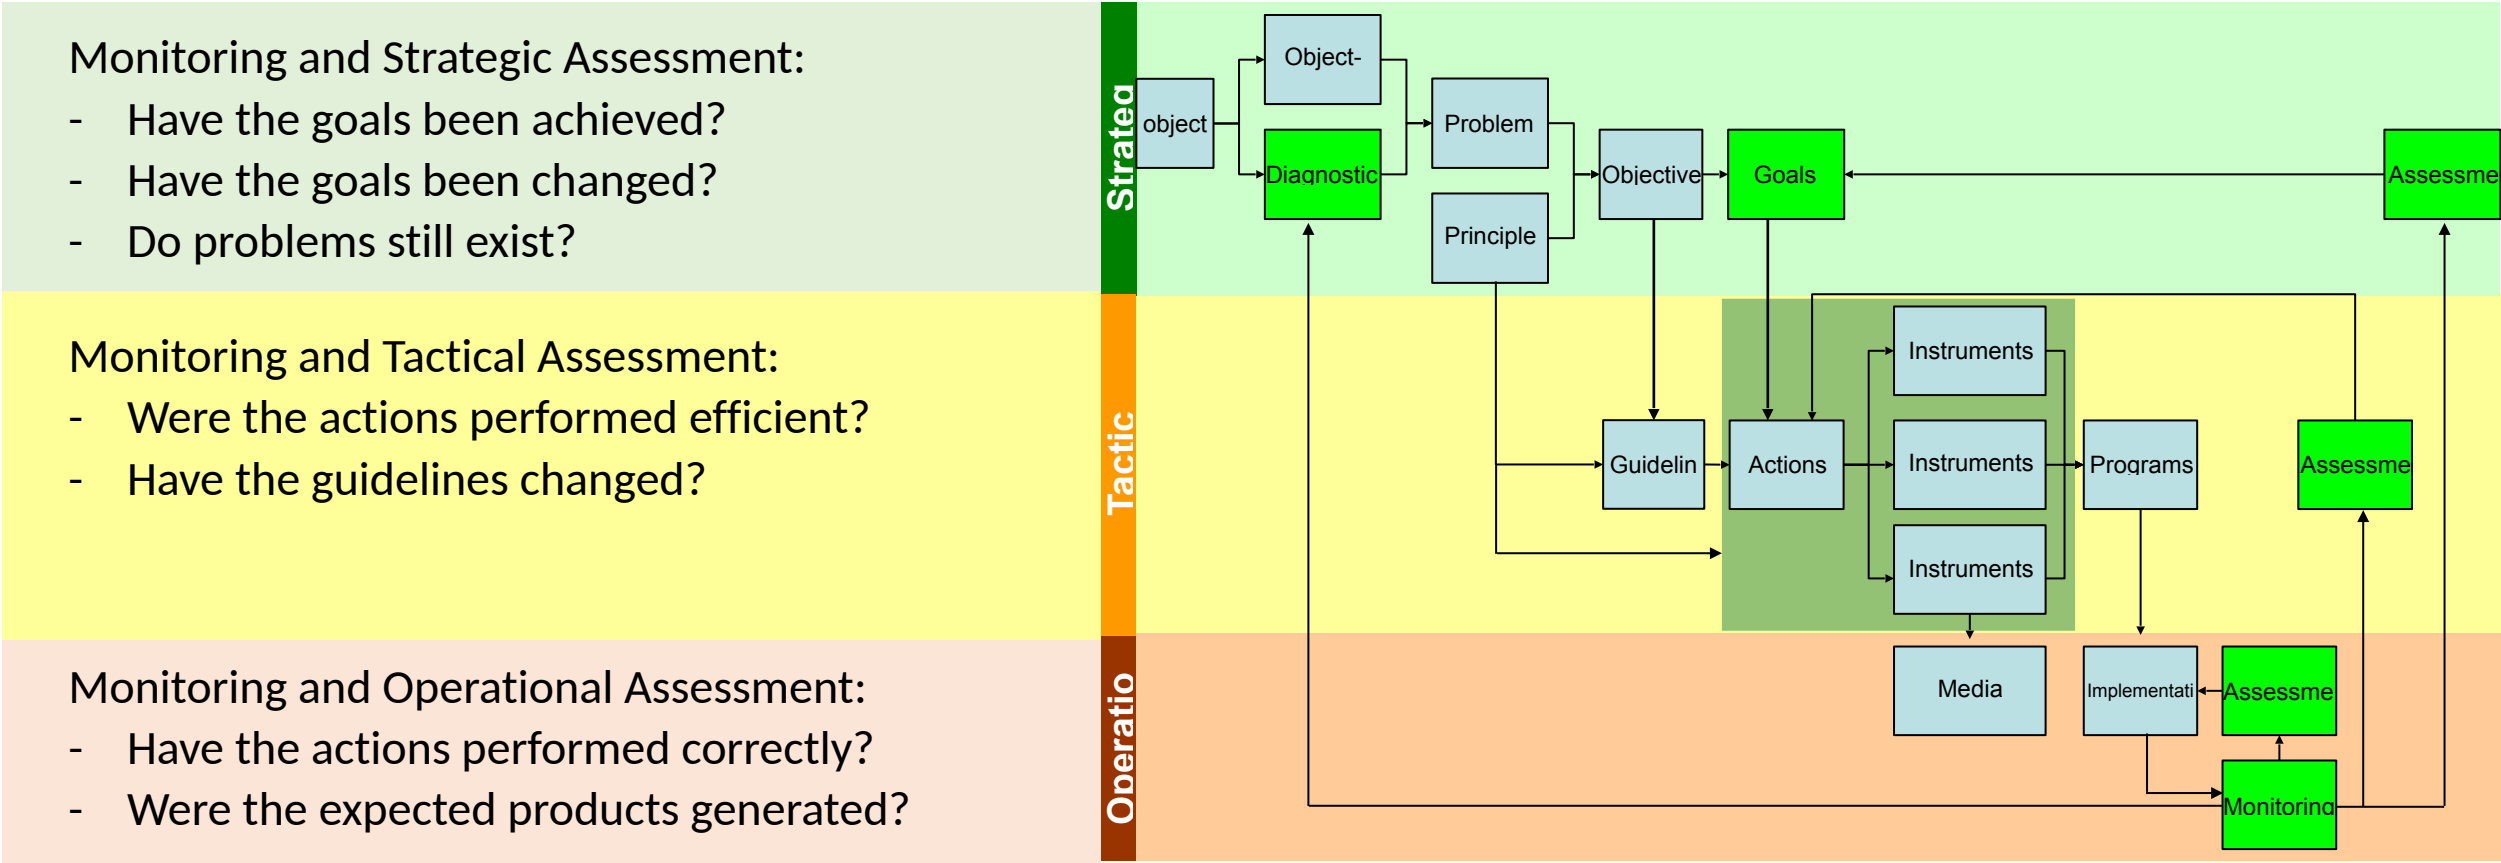 Monitoring and Strategic Assessment:
- Have the goals been achieved?
- Have the goals been changed?
- Do problems still exist?
Monitoring and Tactical Assessment:
- Were the actions performed efficient?
- Have the guidelines changed?
Monitoring and Operational Assessment:
- Have the actions performed correctly?
- Were the expected products generated?
Strateg
object
Object-
Diagnostic
Problem
Principle
Objective
Goals
Assessme
Tactic
Guidelin
Actions
Instruments
Instruments
Instruments
Programs
Assessme
Operatio
Media
Implementati
Assessme
Monitoring